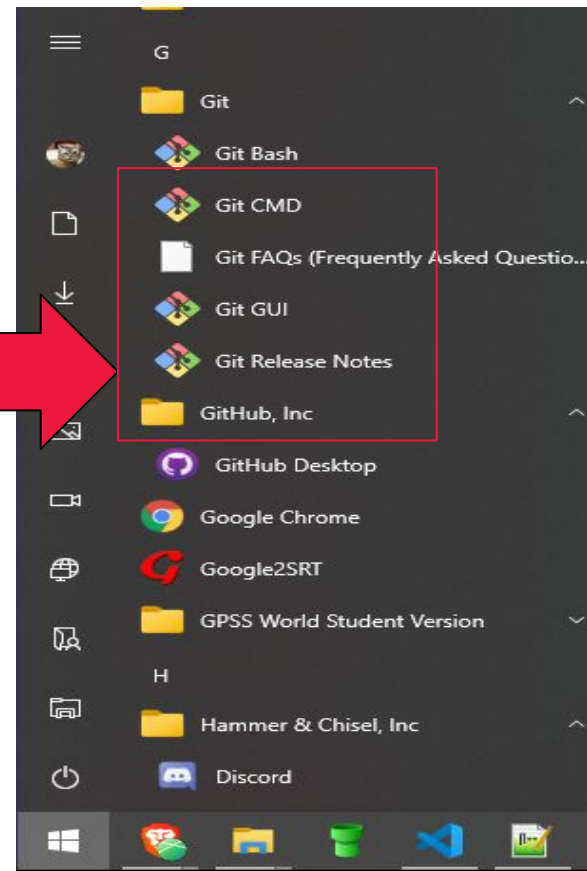 G
Git
Git Bash
Git CMD
Git FAQs (Frequently Asked Questio...
Git GUI
Git Release Notes
GitHub, Inc
GitHub Desktop
Google Chrome
Google2SRT
GPSS World Student Version
H
Hammer & Chisel, Inc
Discord